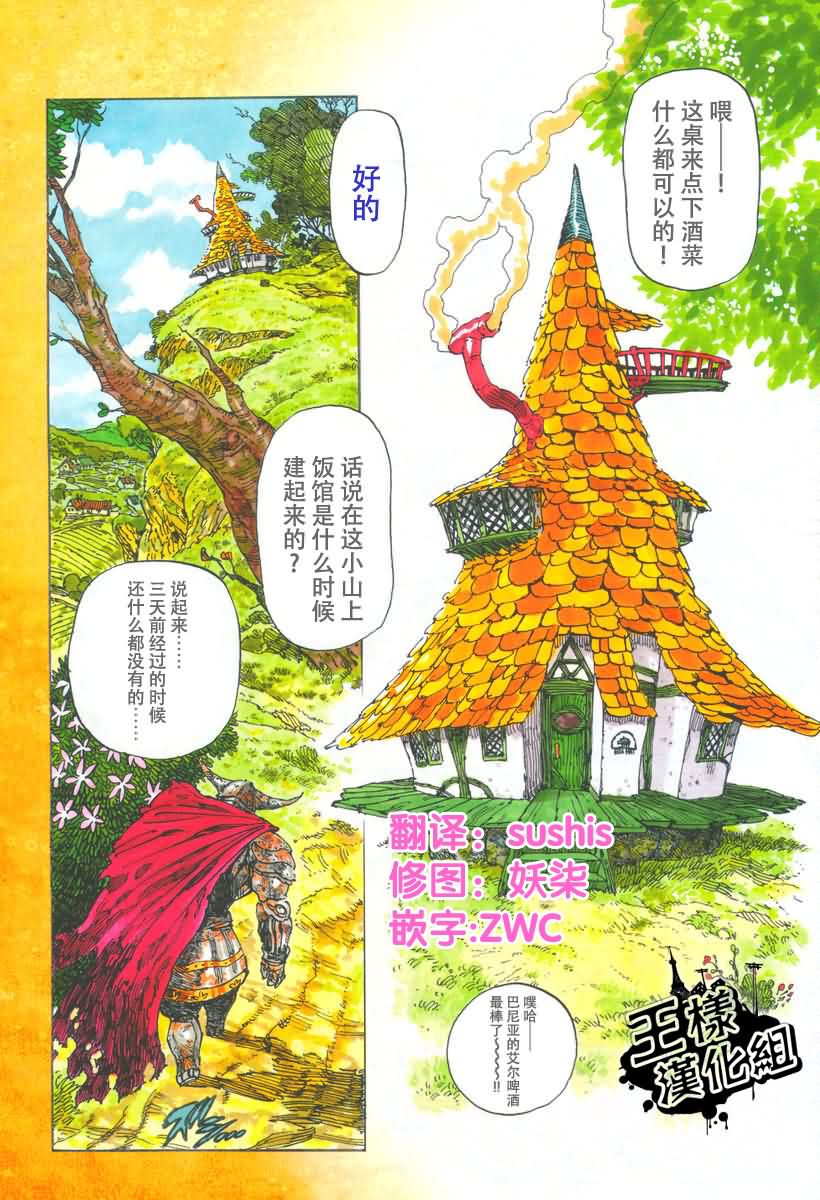 喂——！
这桌来点下酒菜
什么都可以的！
好的
话说在这小山上
饭馆是什么时候
建起来的？
说起来……
三天前经过的时候
还什么都没有的……
噗哈——
巴尼亚的艾尔啤酒
最棒了～～～～!!
翻译：sushis
修图：妖柒
嵌字:ZWC
王樣
漢化組